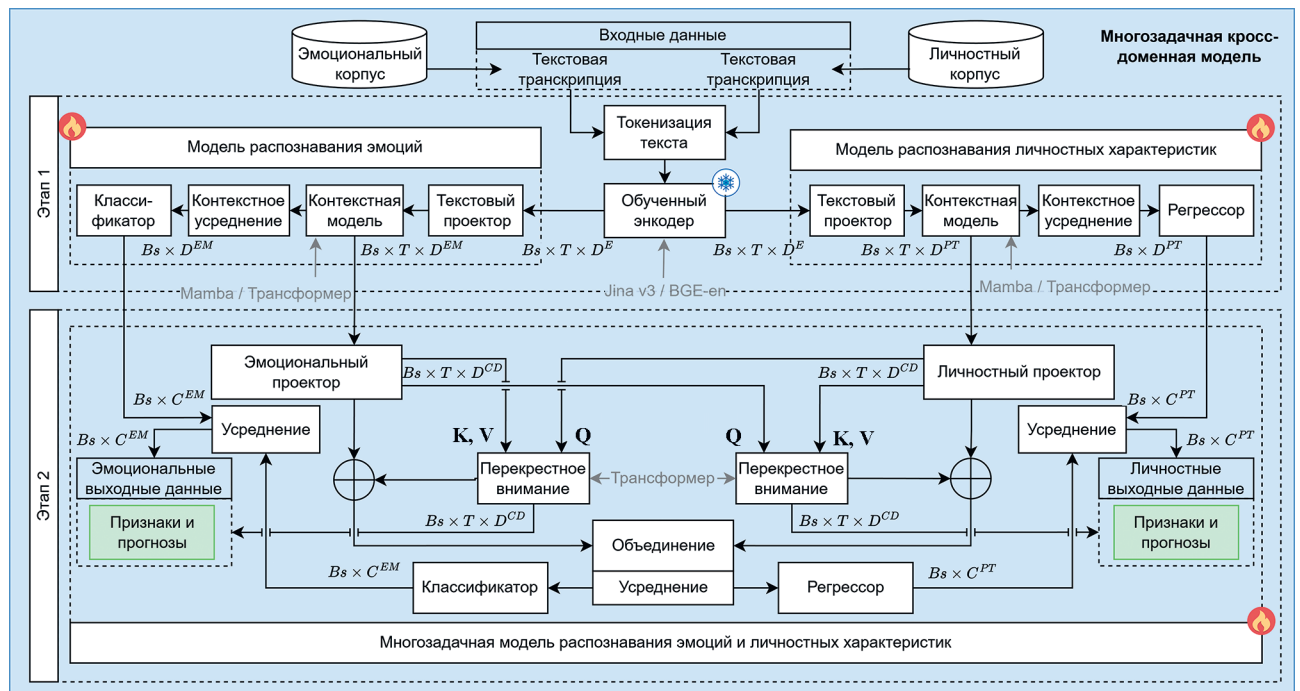 Многозадачная кросс-
доменная модель
Эмоциональный
корпус
Входные данные
Текстовая
транскрипция
Текстовая
транскрипция
Личностный
корпус
Этап 1
Модель распознавания эмоций
Токенизация
текста
Модель распознавания личностных характеристик
Класси-
фикатор
Контекстное
усреднение
Контекстная
модель
Текстовый
проектор
Обученный
энкодер
Текстовый
проектор
Контекстная
модель
Контекстное
усреднение
Регрессор
Bs × D^EM
Bs × T × D^EM
Bs × T × D^E
Bs × T × D^E
Bs × T × D^PT
Bs × D^PT
Mamba / Трансформер
Jina v3 / BGE-en
Mamba / Трансформер
Этап 2
Эмоциональный
проектор
Bs × T × D^CD
Bs × T × D^CD
Личностный проектор
Bs × C^EM
Bs × C^PT
Усреднение
Усреднение
Bs × C^EM
K, V
Q
Q
K, V
Bs × C^PT
Эмоциональные
выходные данные
Перекрестное
внимание
Трансформер
Перекрестное
внимание
Личностные
выходные данные
Признаки и
прогнозы
Bs × T × D^CD
Bs × T × D^CD
Признаки и
прогнозы
Объединение
Bs × C^EM
Классификатор
Усреднение
Регрессор
Bs × C^PT
Многозадачная модель распознавания эмоций и личностных характеристик